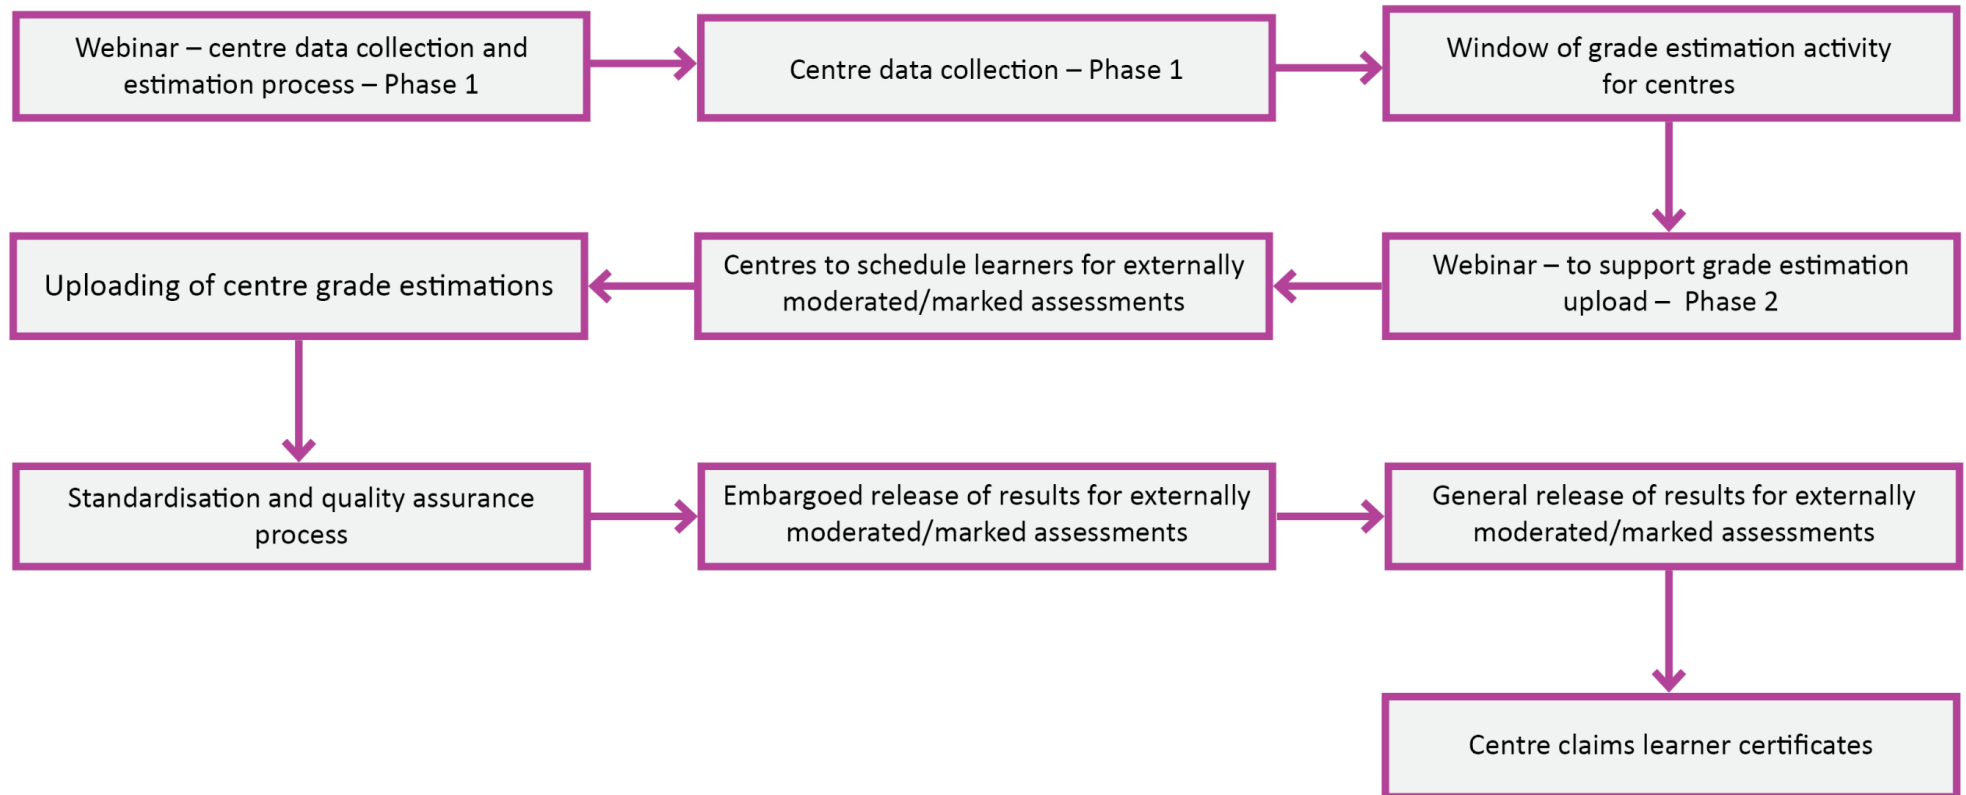 Webinar – centre data collection and
estimation process – Phase 1
Centre data collection – Phase 1
Window of grade estimation activity
for centres
Webinar – to support grade estimation
upload –  Phase 2
Centres to schedule learners for externally
moderated/marked assessments
Uploading of centre grade estimations
Standardisation and quality assurance
process
Embargoed release of results for externally
moderated/marked assessments
General release of results for externally
moderated/marked assessments
Centre claims learner certificates